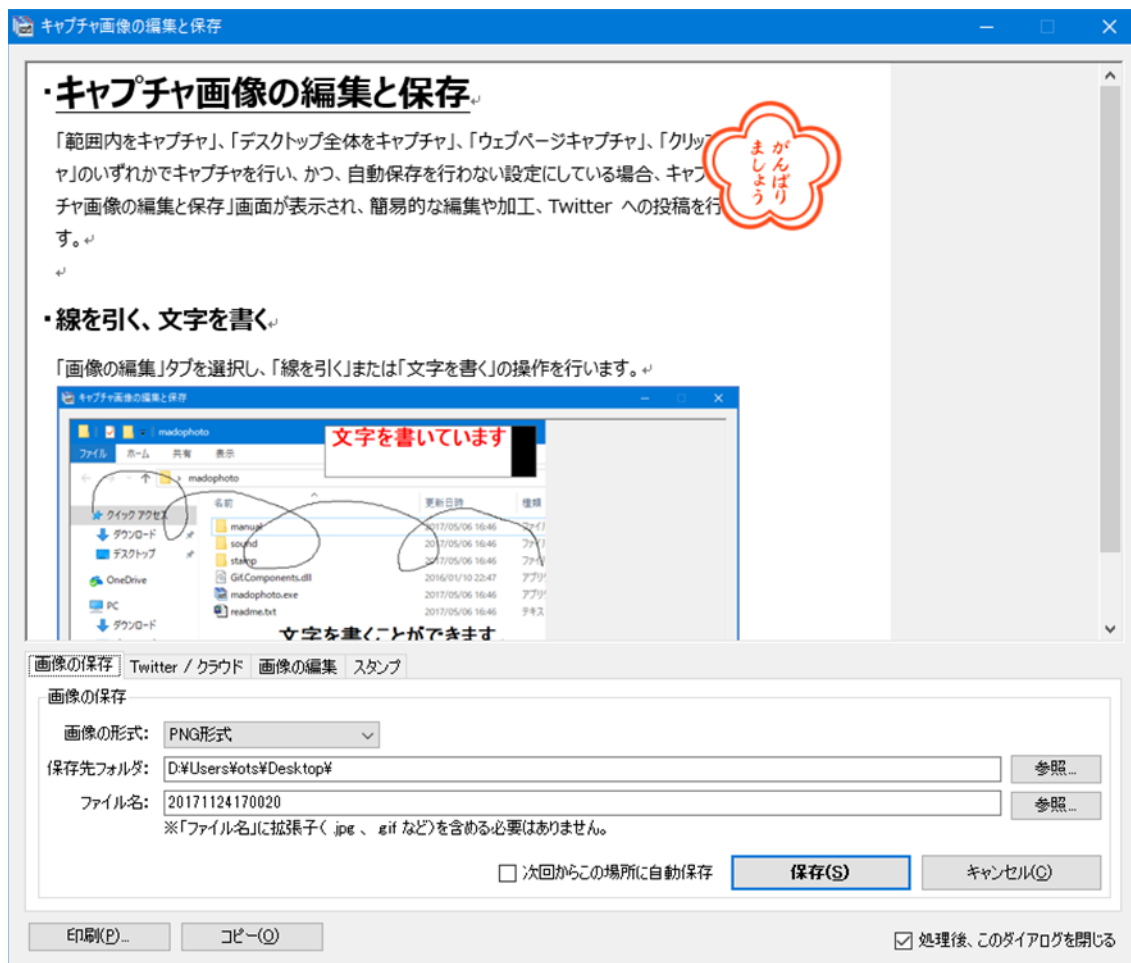 キャプチャ画像の編集と保存
・キャプチャ画像の編集と保存
「範囲内をキャプチャ」、「デスクトップ全体をキャプチャ」、「ウェブページキャプチャ」、「クリッ
ャ」のいずれかでキャプチャを行い、かつ、自動保存を行わない設定にしている場合、キャプ
チャ画像の編集と保存」画面が表示され、簡易的な編集や加工、Twitter への投稿を行
す。
がんばり
ましょう
・線を引く、文字を書く
「画像の編集」タブを選択し、「線を引く」または「文字を書く」の操作を行います。
キャプチャ画像の編集と保存
madophoto
文字を書いています
ファイル ホーム 共有 表示
madophoto
名前 更新日時 種類
クイック アクセス
manual 2017/05/06 16:46 ファイ
ダウンロード
sound 2017/05/06 16:46 ファイ
デスクトップ
stamp 2017/05/06 16:46 ファイ
OneDrive
Gif.Components.dll 2016/01/10 22:47 アプリ
madophoto.exe 2017/05/06 16:46 アプリ
PC
readme.txt 2017/05/06 16:46 テキス
ダウンロード
文字を書くことができます
画像の保存 Twitter / クラウド 画像の編集 スタンプ
画像の保存
画像の形式: PNG形式
保存先フォルダ: D:¥Users¥ots¥Desktop¥ 参照...
ファイル名: 20171124170020 参照...
※「ファイル名」に拡張子( .jpg 、 .gif など)を含める必要はありません。
次回からこの場所に自動保存 保存(S) キャンセル(C)
印刷(P)... コピー(O) 処理後、このダイアログを閉じる